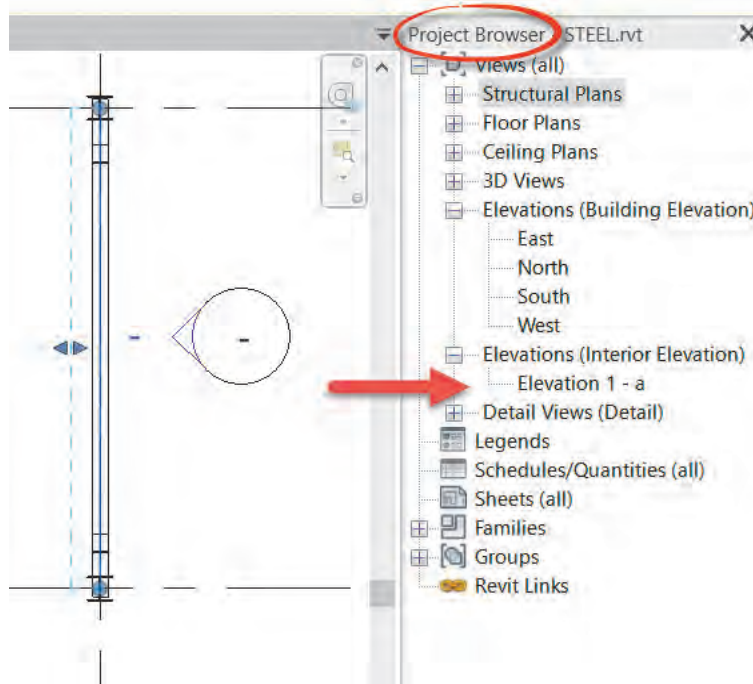 Project Browser STEEL.rvt
Views (all)
Structural Plans
Floor Plans
Ceiling Plans
3D Views
Elevations (Building Elevation)
East
North
South
West
Elevations (Interior Elevation)
Elevation 1 - a
Detail Views (Detail)
Legends
Schedules/Quantities (all)
Sheets (all)
Families
Groups
Revit Links